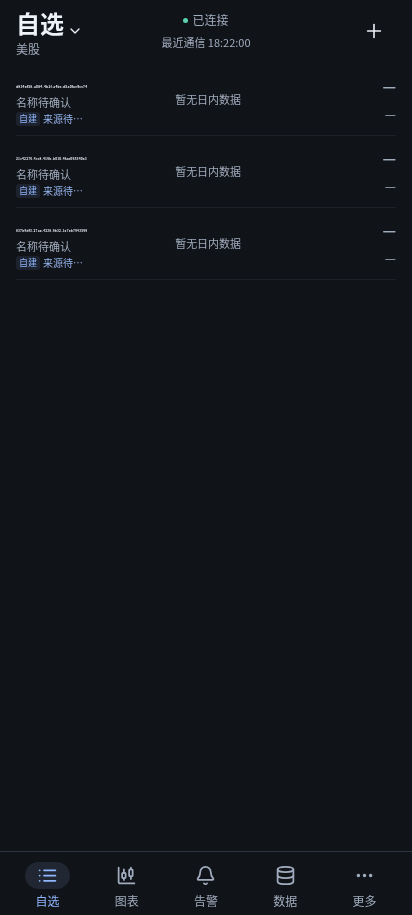 自选
美股
已连接
最近通信 18:22:00
名称待确认
自建 来源待…
暂无日内数据
—
—
名称待确认
自建 来源待…
暂无日内数据
—
—
名称待确认
自建 来源待…
暂无日内数据
—
—
自选
图表
告警
数据
更多